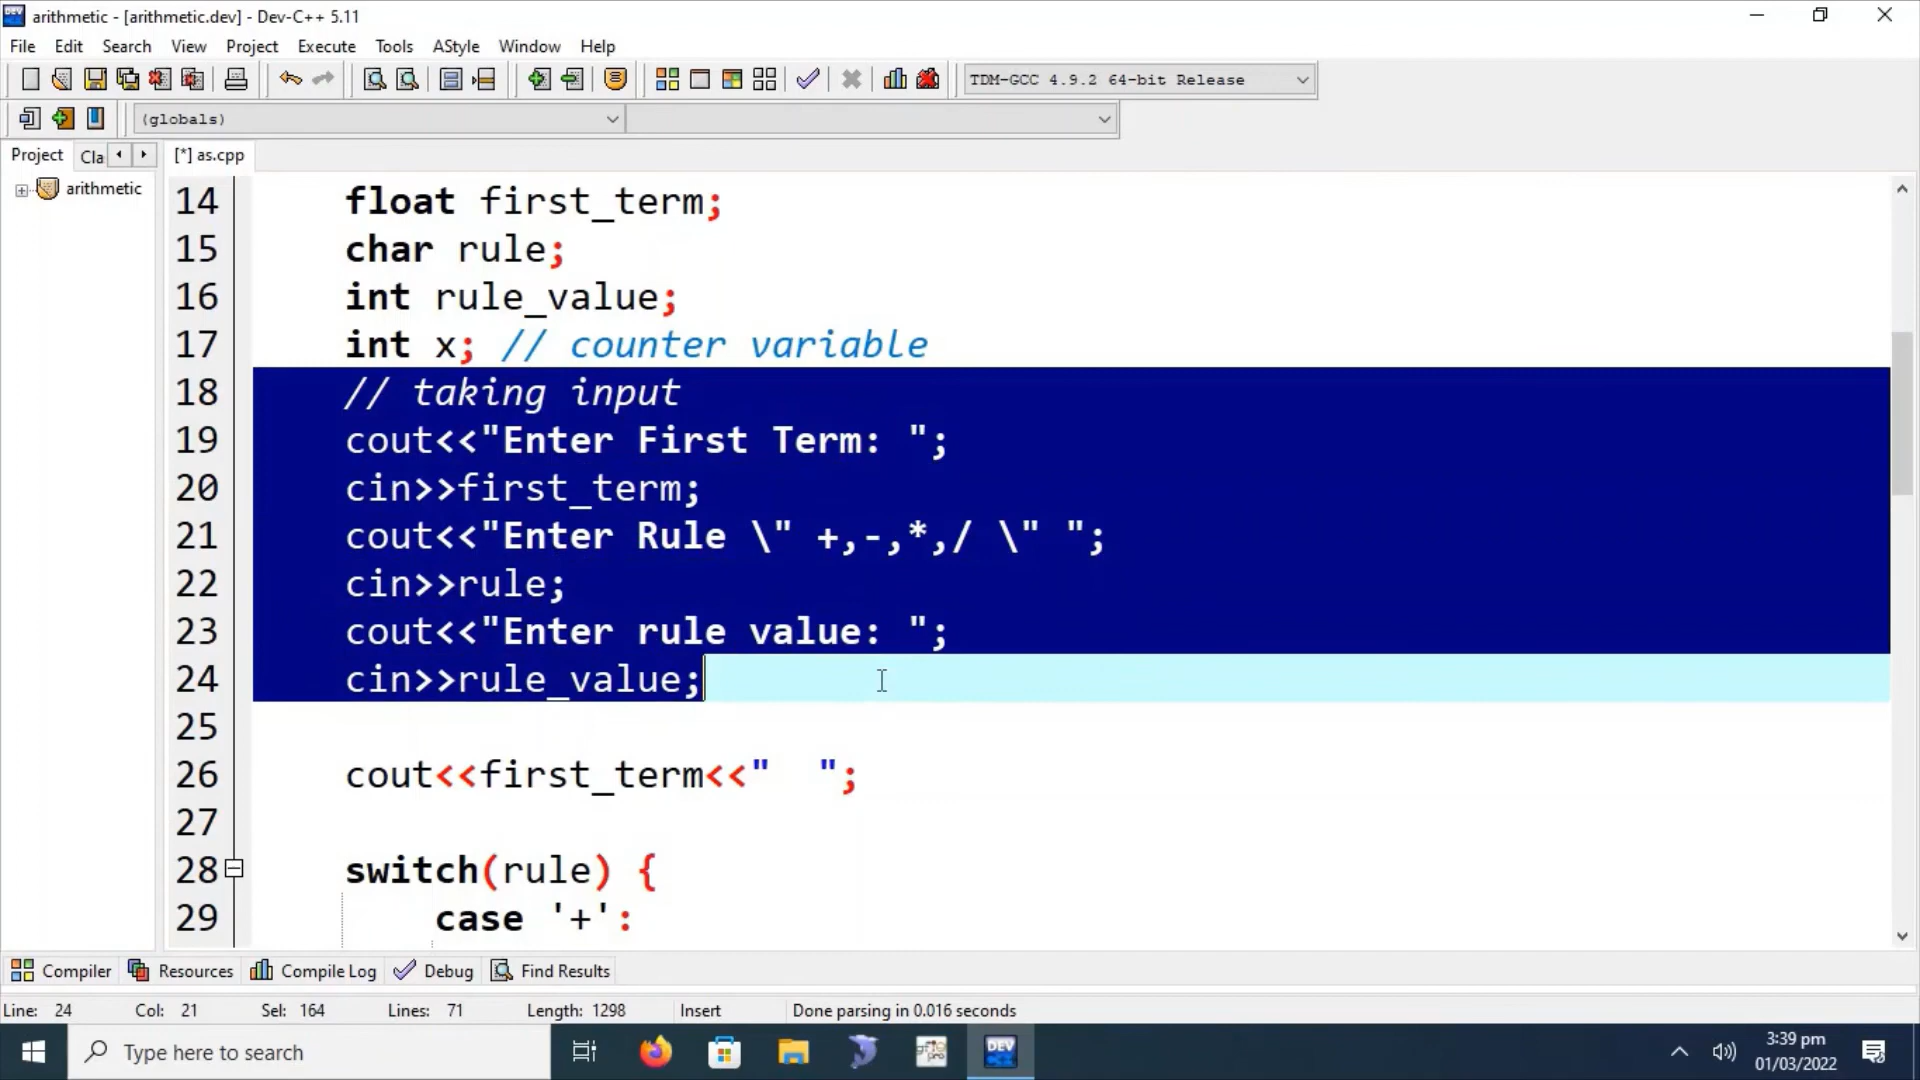 arithmetic - [arithmetic.dev] - Dev-C++ 5.11
File Edit Search View Project Execute Tools AStyle Window Help
TDM-GCC 4.9.2 64-bit Release
(globals)
Project Cla [*] as.cpp
arithmetic
14 float first_term;
15 char rule;
16 int rule_value;
17 int x; // counter variable
18 // taking input
19 cout<<"Enter First Term: ";
20 cin>>first_term;
21 cout<<"Enter Rule \" +,-,*,/ \" ";
22 cin>>rule;
23 cout<<"Enter rule value: ";
24 cin>>rule_value;
25
26 cout<<first_term<<"  ";
27
28 switch(rule) {
29 case '+':
Compiler Resources Compile Log Debug Find Results
Line: 24 Col: 21 Sel: 164 Lines: 71 Length: 1298 Insert Done parsing in 0.016 seconds
Type here to search
DEV
3:39 pm
01/03/2022